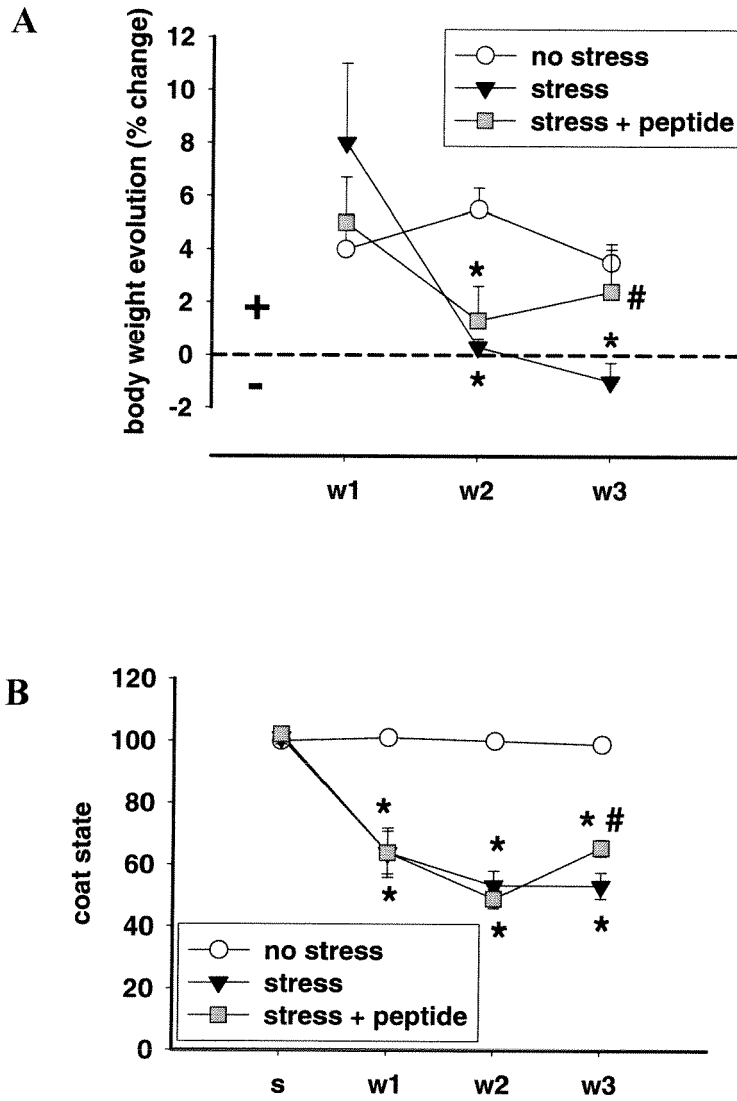 A
body weight evolution (% change)
12
10
8
6
4
2
0
-2
+
-
no stress
stress
stress + peptide
*
*
*
#
w1 w2 w3
B
coat state
120
100
80
60
40
20
0
* * * #
* * *
no stress
stress
stress + peptide
s w1 w2 w3